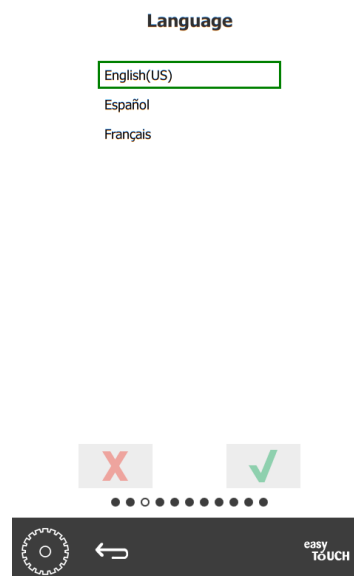 Language
English(US)
Español
Français
easy
TOUCH